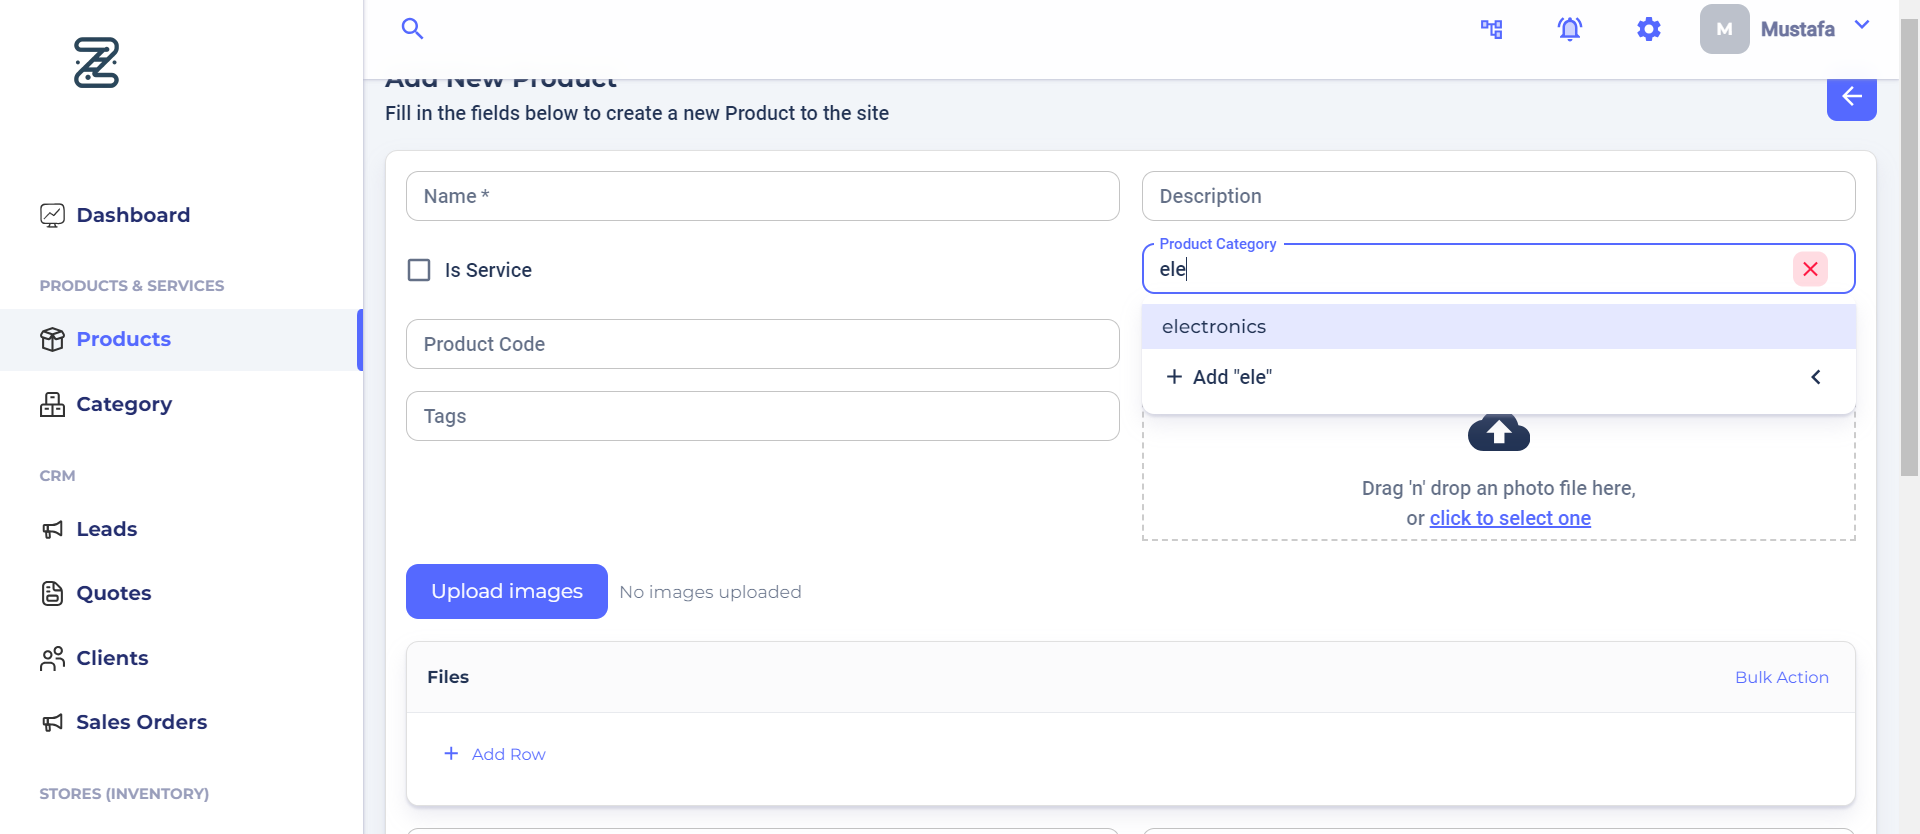 M
Mustafa
Add New Product
Fill in the fields below to create a new Product to the site
Dashboard
PRODUCTS & SERVICES
Products
Category
CRM
Leads
Quotes
Clients
Sales Orders
STORES (INVENTORY)
Name *
Description
Is Service
Product Category
ele
electronics
Add "ele"
Product Code
Tags
Drag 'n' drop an photo file here,
or click to select one
Upload images
No images uploaded
Files
Bulk Action
Add Row